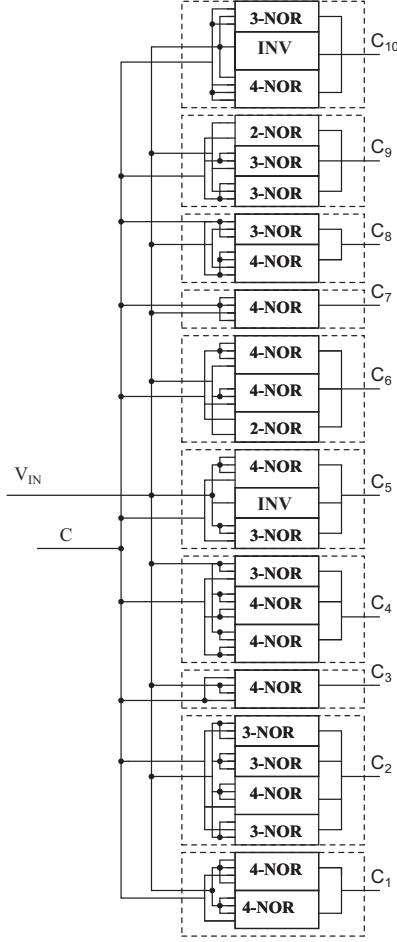 3-NOR
INV
4-NOR
C10
2-NOR
3-NOR
3-NOR
C9
3-NOR
4-NOR
C8
4-NOR
C7
4-NOR
4-NOR
2-NOR
C6
4-NOR
INV
3-NOR
C5
VIN
C
3-NOR
4-NOR
4-NOR
C4
4-NOR
C3
3-NOR
3-NOR
4-NOR
3-NOR
C2
4-NOR
4-NOR
C1